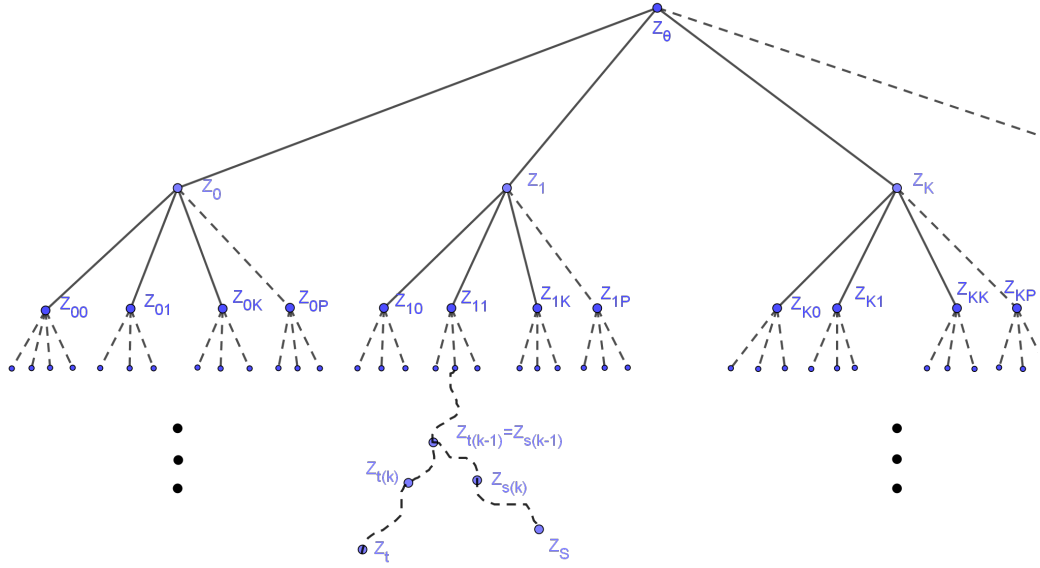 Z_θ
Z_0 Z_1 Z_K
Z_00 Z_01 Z_0K Z_0P Z_10 Z_11 Z_1K Z_1P Z_K0 Z_K1 Z_KK Z_KP
Z_t(k-1)=Z_s(k-1)
Z_t(k) Z_s(k)
Z_t Z_S